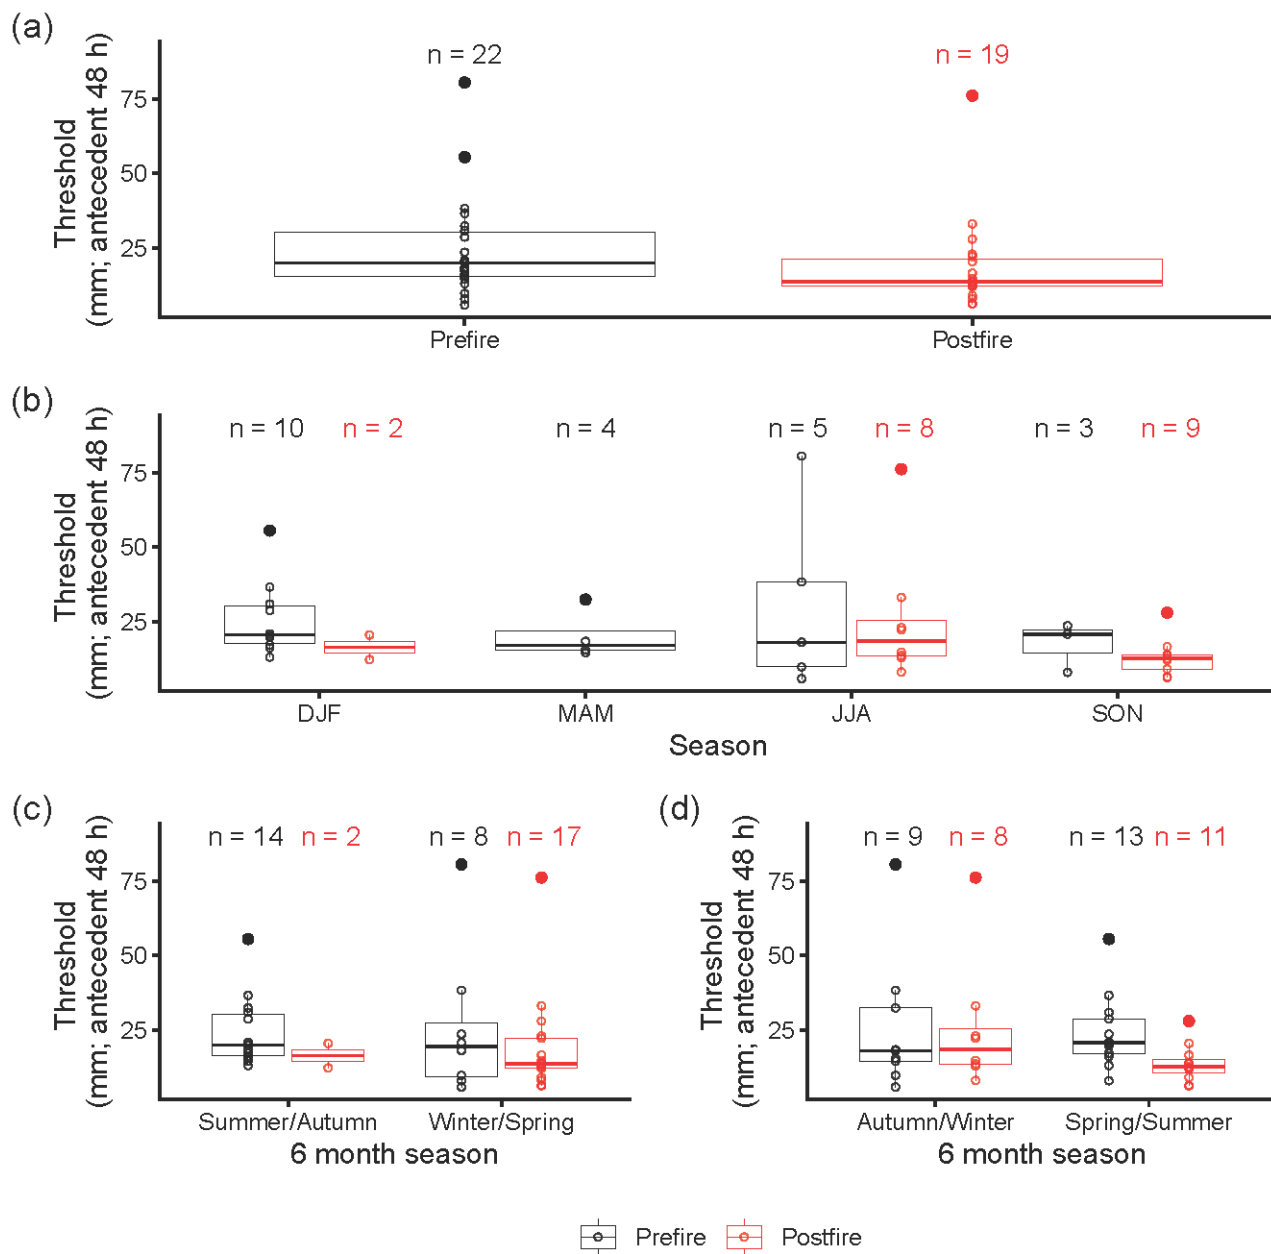 (a)
n = 22
n = 19
Threshold
(mm; antecedent 48 h)
75
50
25
Prefire
Postfire
(b)
n = 10
n = 2
n = 4
n = 5
n = 8
n = 3
n = 9
Threshold
(mm; antecedent 48 h)
75
50
25
DJF
MAM
JJA
SON
Season
(c)
n = 14
n = 2
n = 8
n = 17
Threshold
(mm; antecedent 48 h)
75
50
25
Summer/Autumn
Winter/Spring
6 month season
(d)
n = 9
n = 8
n = 13
n = 11
Threshold
(mm; antecedent 48 h)
75
50
25
Autumn/Winter
Spring/Summer
6 month season
Prefire
Postfire